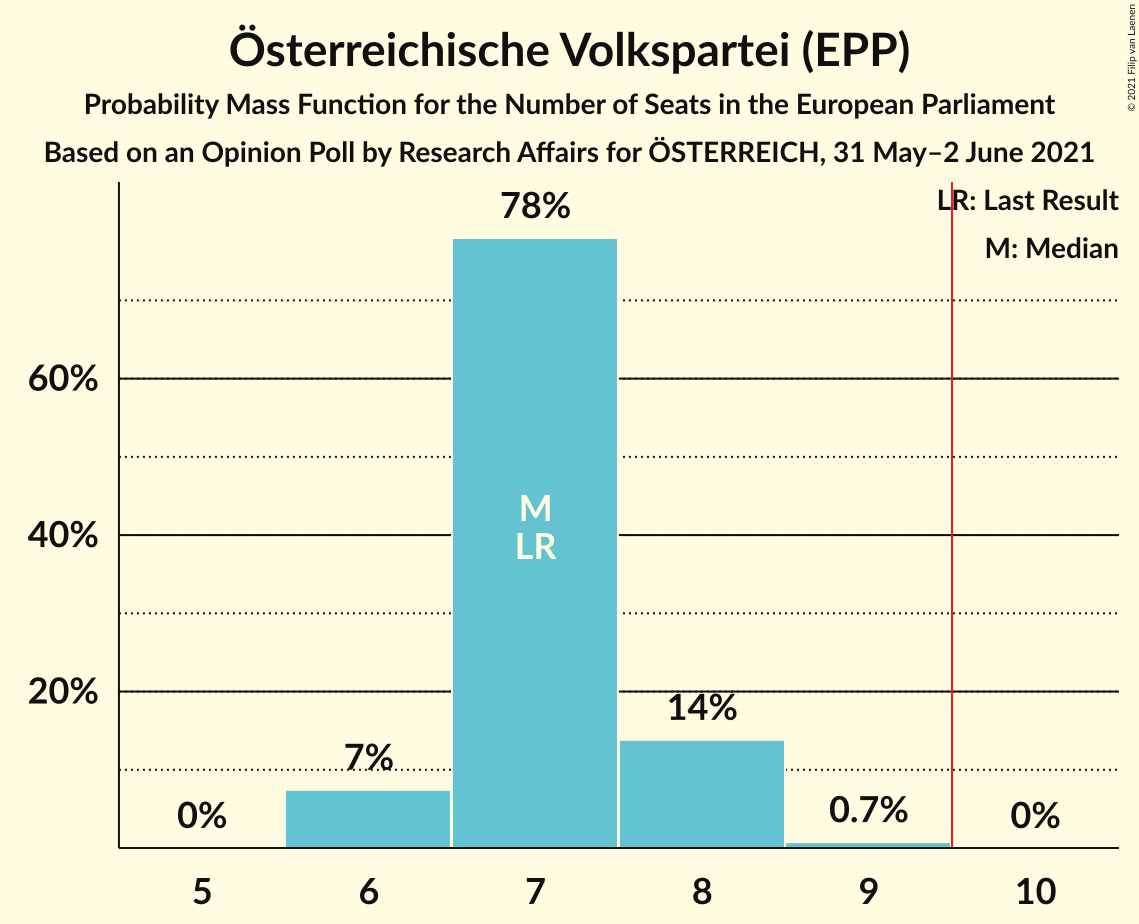 Österreichische Volkspartei (EPP)
Probability Mass Function for the Number of Seats in the European Parliament
Based on an Opinion Poll by Research Affairs for ÖSTERREICH, 31 May–2 June 2021
© 2021 Filip van Laenen
LR: Last Result
M: Median
78%
60%
M
40%
LR
20%
14%
7%
0%
0.7%
0%
5 6 7 8 9 10